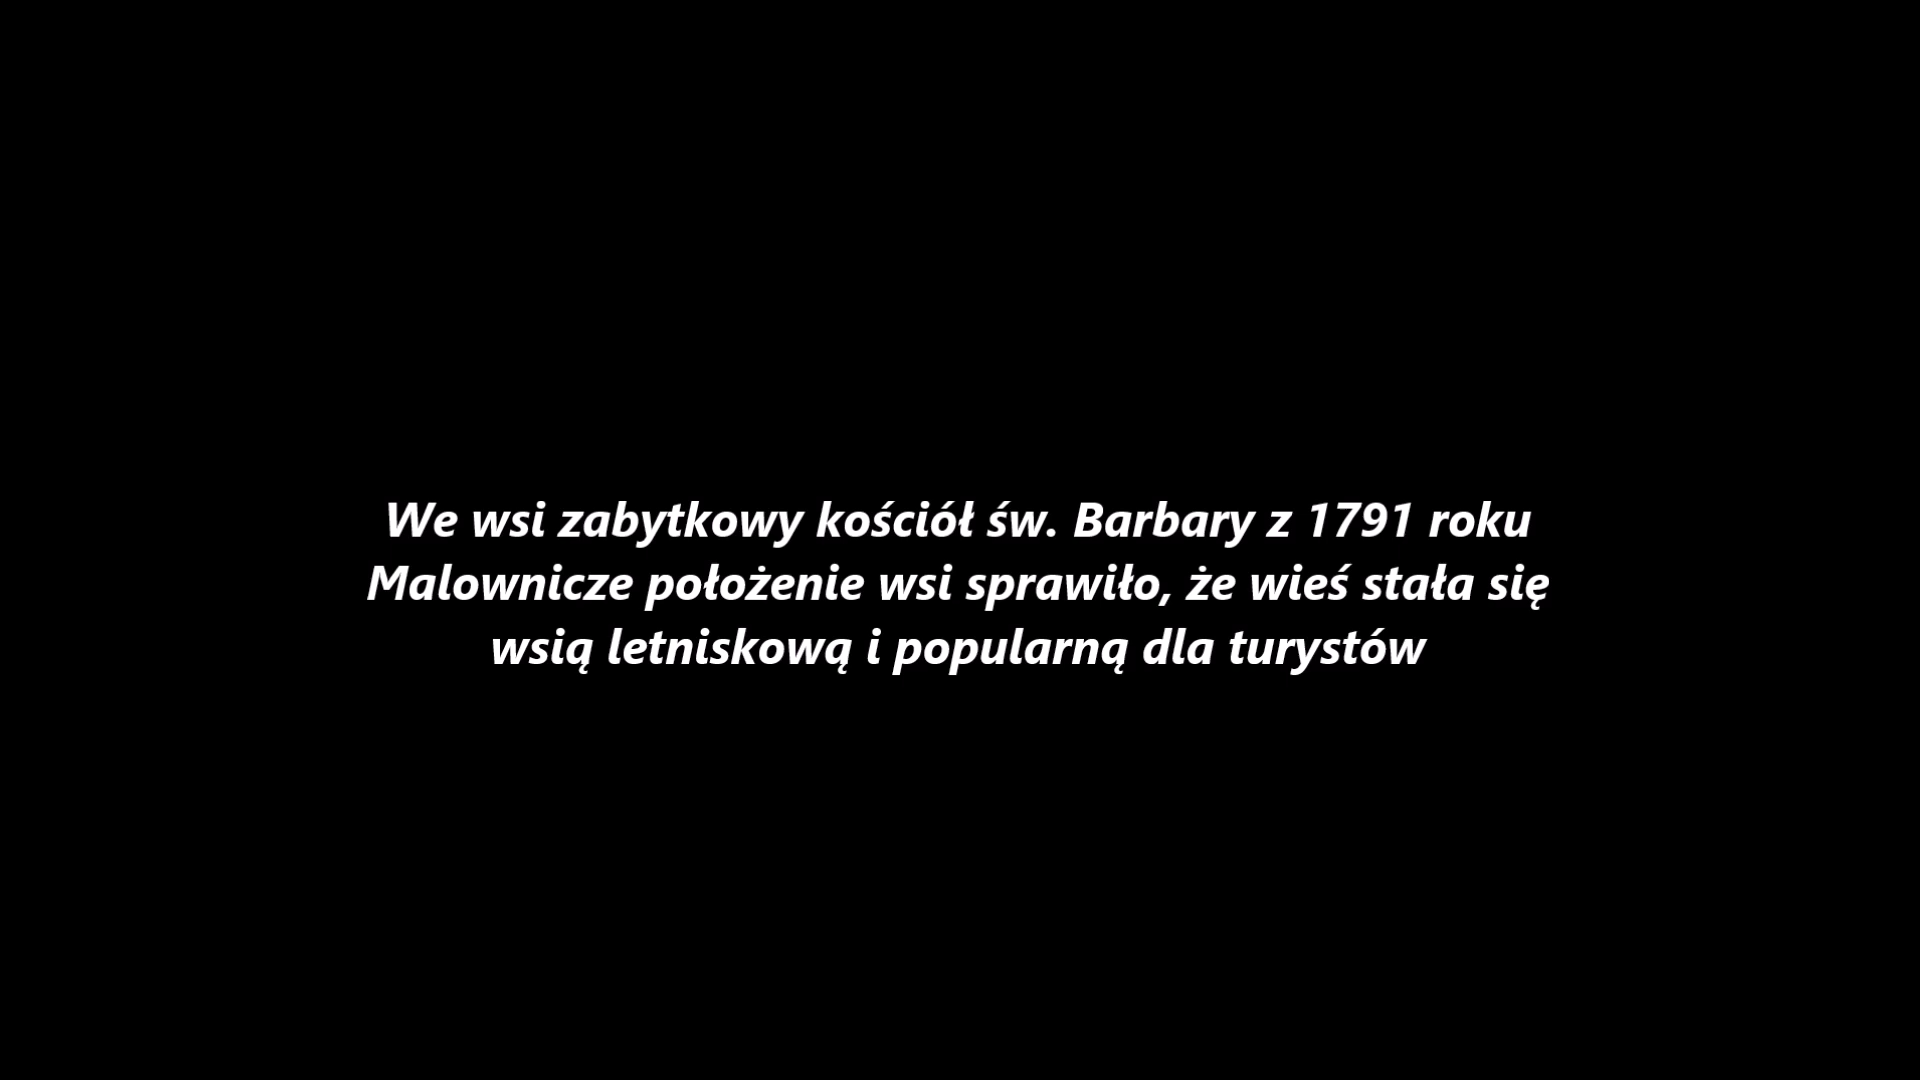 We wsi zabytkowy kościół św. Barbary z 1791 roku
Malownicze położenie wsi sprawiło, że wieś stała się
wsią letniskową i popularną dla turystów